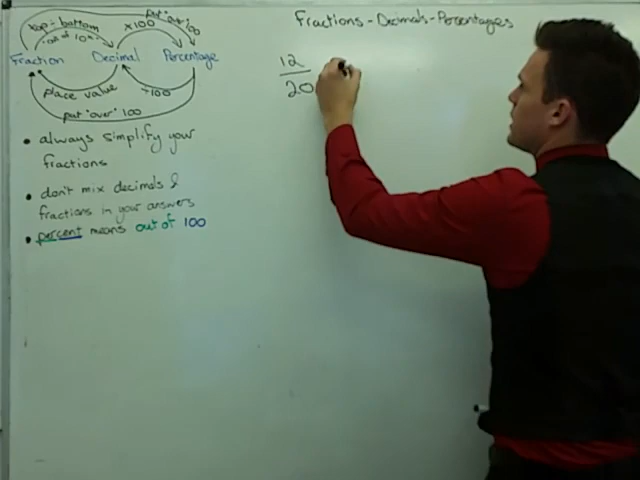 Fractions - Decimals - Percentages
put "over" 100
top ÷ bottom
x100
Fraction Decimal Percentage
place value
÷100
put "over" 100
• always simplify your
fractions
• don't mix decimals &
fractions in your answers
• percent means out of 100
12
20